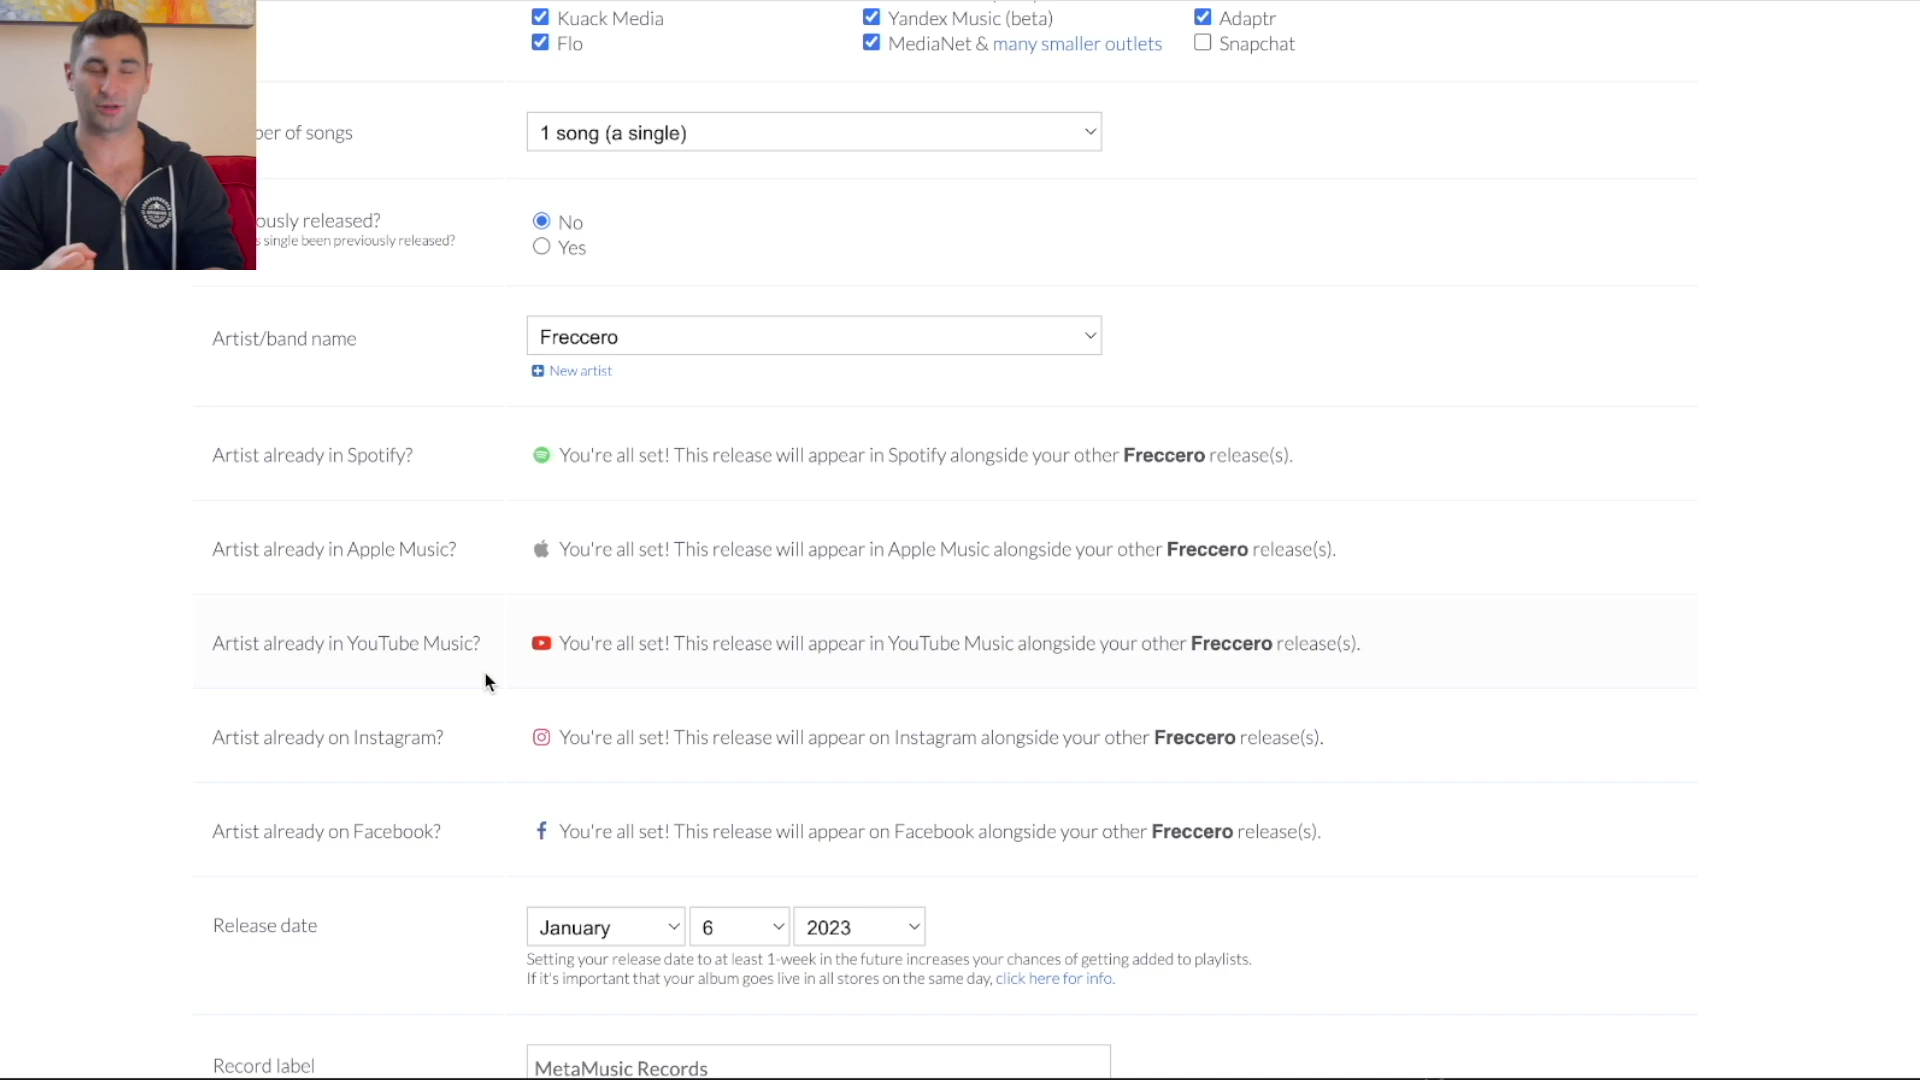 Kuack Media
Yandex Music (beta)
Adaptr
Flo
MediaNet & many smaller outlets
Snapchat
ber of songs
1 song (a single)
ously released?
s single been previously released?
No
Yes
Artist/band name
Freccero
New artist
Artist already in Spotify?
You're all set! This release will appear in Spotify alongside your other Freccero release(s).
Artist already in Apple Music?
You're all set! This release will appear in Apple Music alongside your other Freccero release(s).
Artist already in YouTube Music?
You're all set! This release will appear in YouTube Music alongside your other Freccero release(s).
Artist already on Instagram?
You're all set! This release will appear on Instagram alongside your other Freccero release(s).
Artist already on Facebook?
You're all set! This release will appear on Facebook alongside your other Freccero release(s).
Release date
January
6
2023
Setting your release date to at least 1-week in the future increases your chances of getting added to playlists.
If it's important that your album goes live in all stores on the same day, click here for info.
Record label
MetaMusic Records